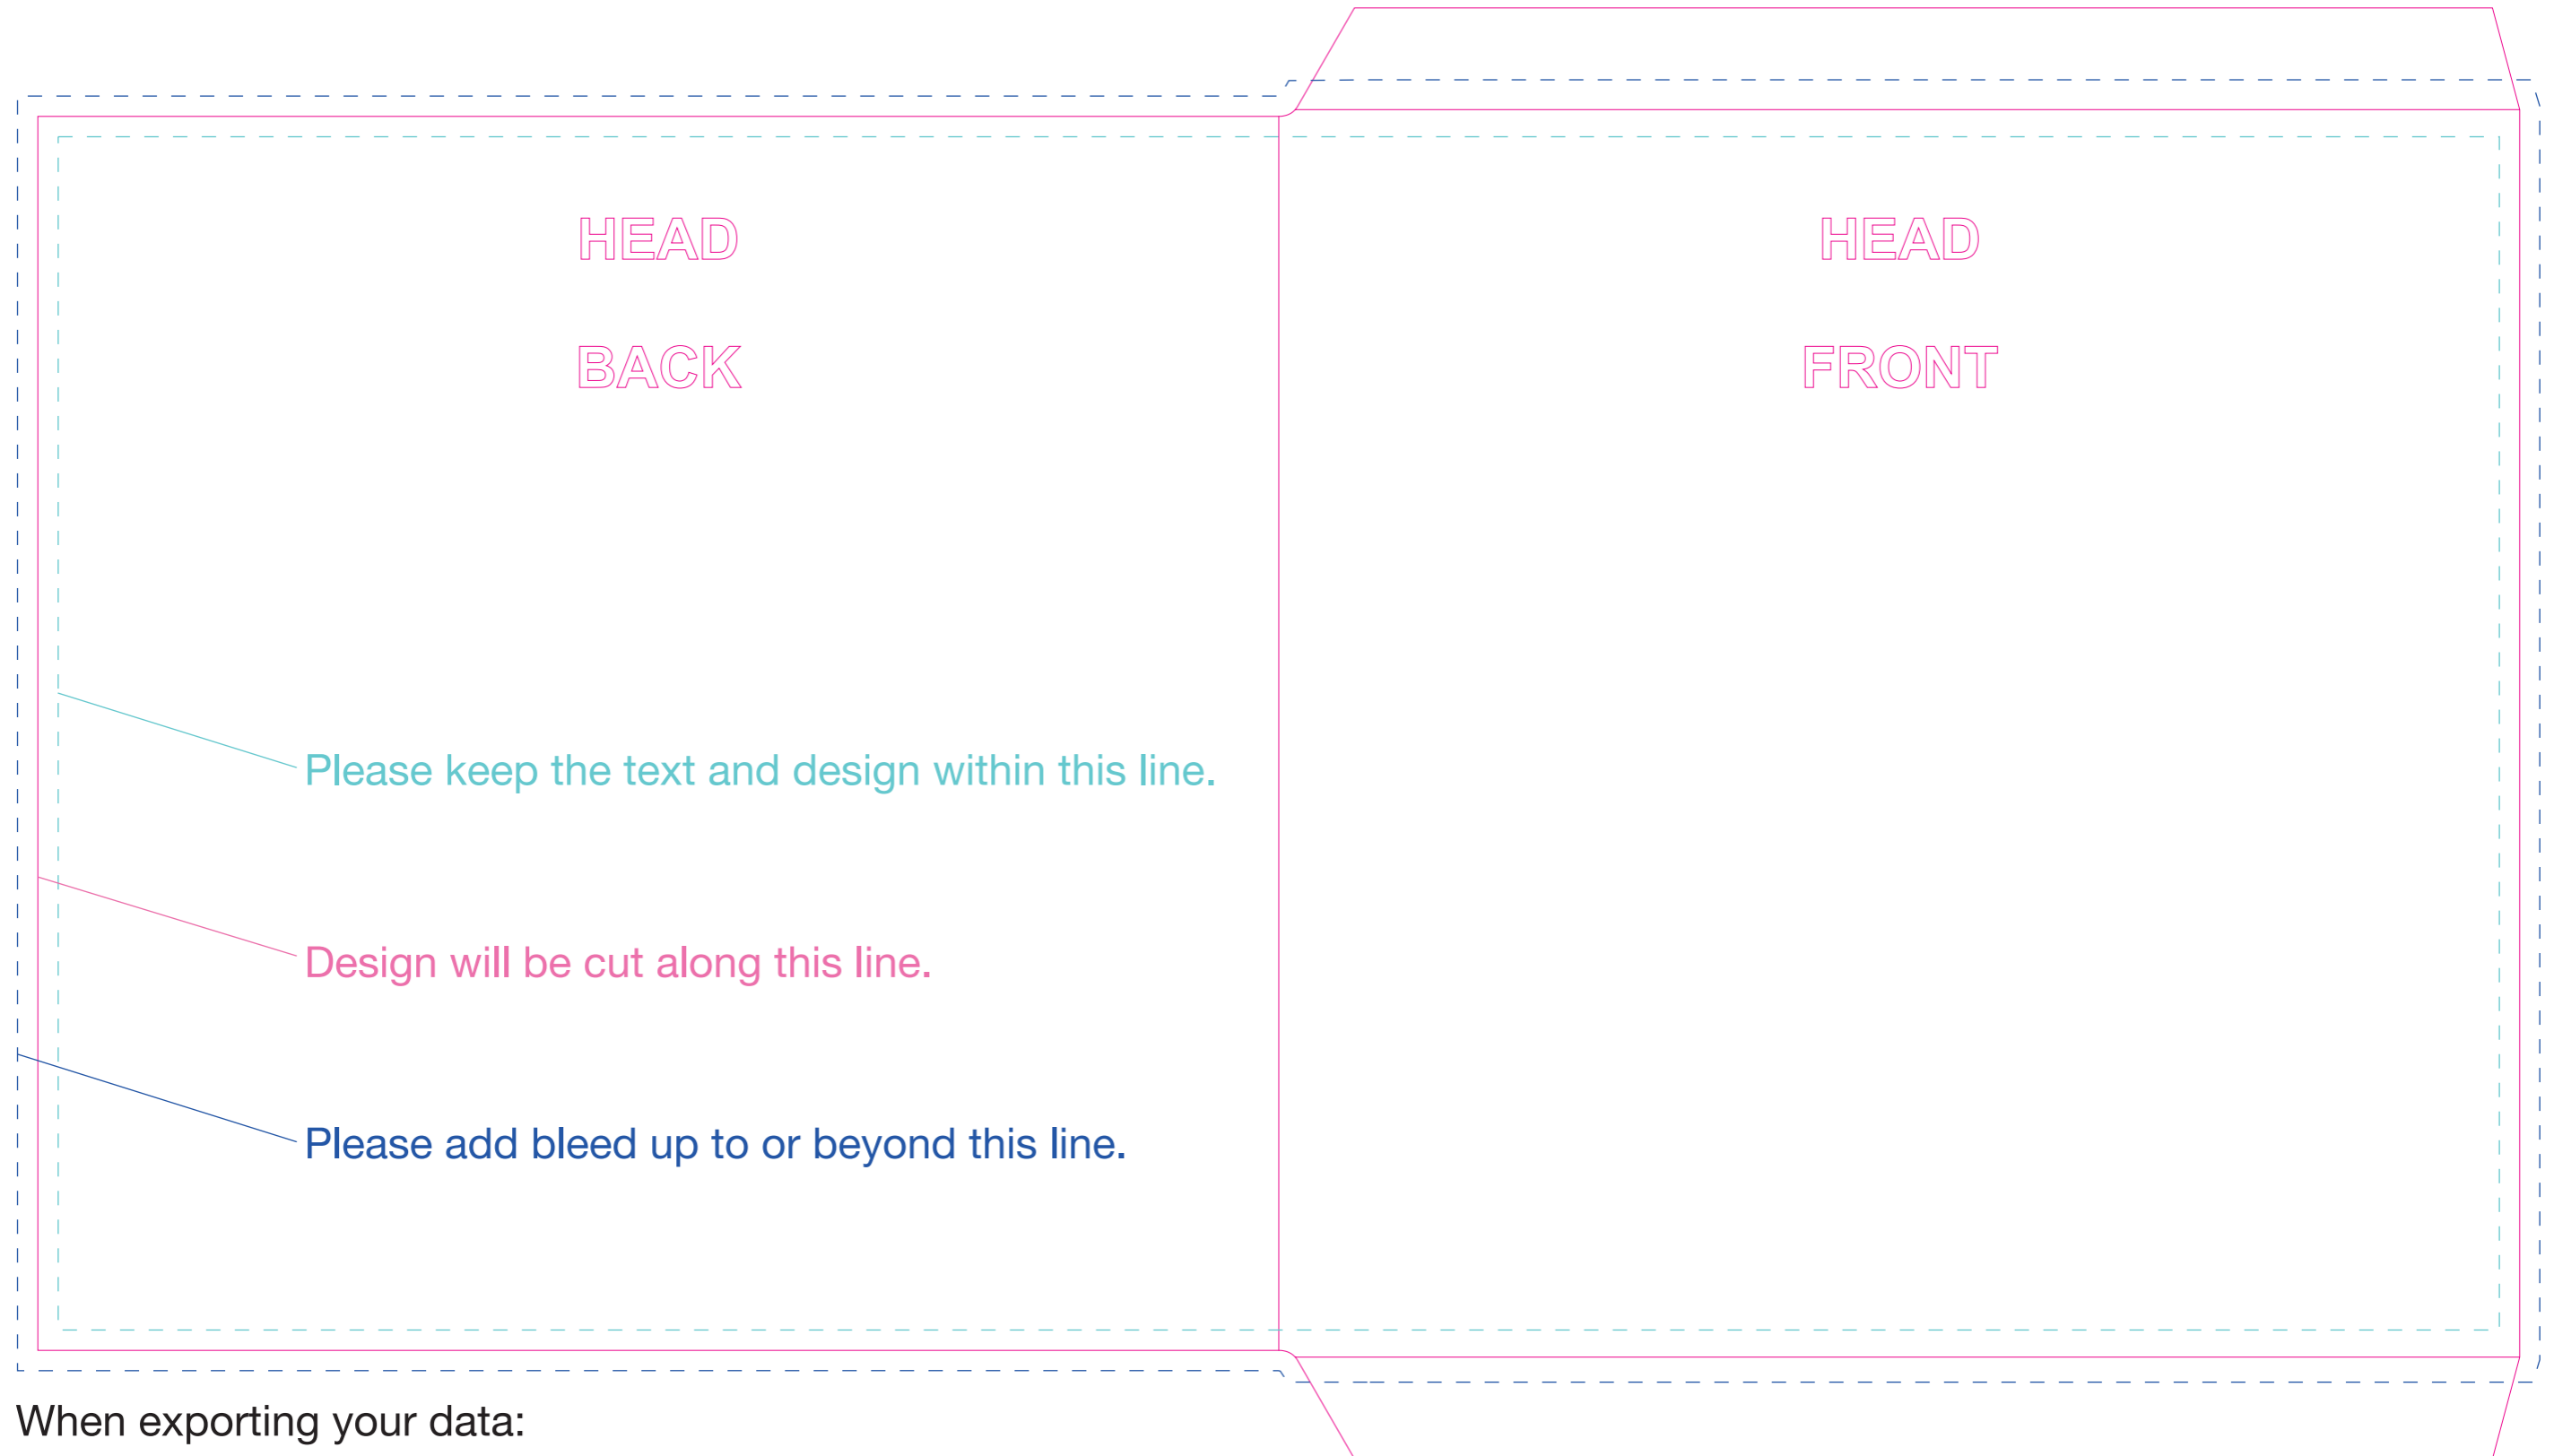 HEAD
BACK
HEAD
FRONT
Please keep the text and design within this line.
Design will be cut along this line.
Please add bleed up to or beyond this line.
When exporting your data: